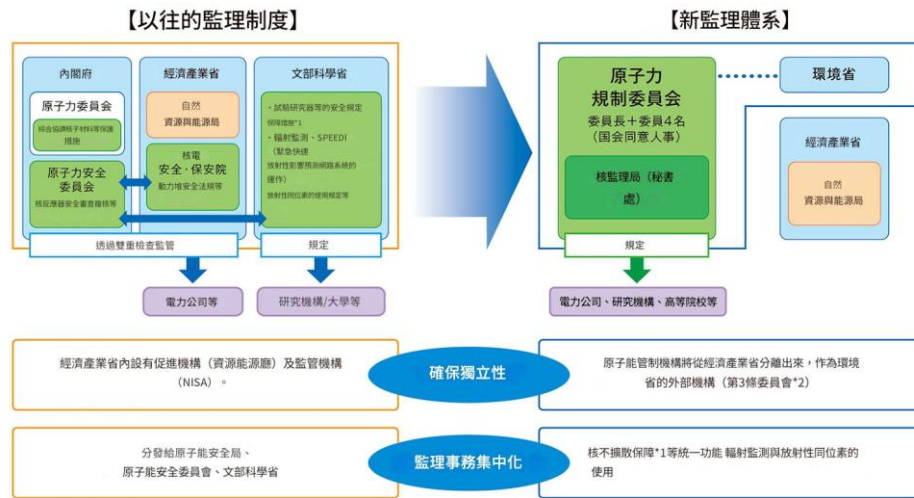 【以往的監理制度】
【新監理體系】
內閣府
原子力委員会
綜合協調核子材料等保護
措施
原子力安全
委員会
核反應器安全審查複核等
經濟產業省
自然
資源與能源局
核電
安全·保安院
動力堆安全法規等
文部科學省
・試驗研究器等的安全規定
保障措施*1
・輻射監測、SPEEDI
（緊急快速
放射性影響預測網路系統的
運作）
放射性同位素的使用規定等
透過雙重檢查監管
規定
電力公司等
研究機構/大學等
原子力
規制委員会
委員長＋委員4名
（国会同意人事）
核監理局（秘書
處）
規定
電力公司、研究機構、高等院校等
環境省
經濟產業省
自然
資源與能源局
經濟產業省內設有促進機構（資源能源廳）及監管機構
（NISA）。
確保獨立性
原子能管制機構將從經濟產業省分離出來，作為環境
省的外部機構（第3條委員會*2）
分發給原子能安全局、
原子能安全委員會、文部科學省
監理事務集中化
核不擴散保障*1等統一功能 輻射監測與放射性同位素的
使用